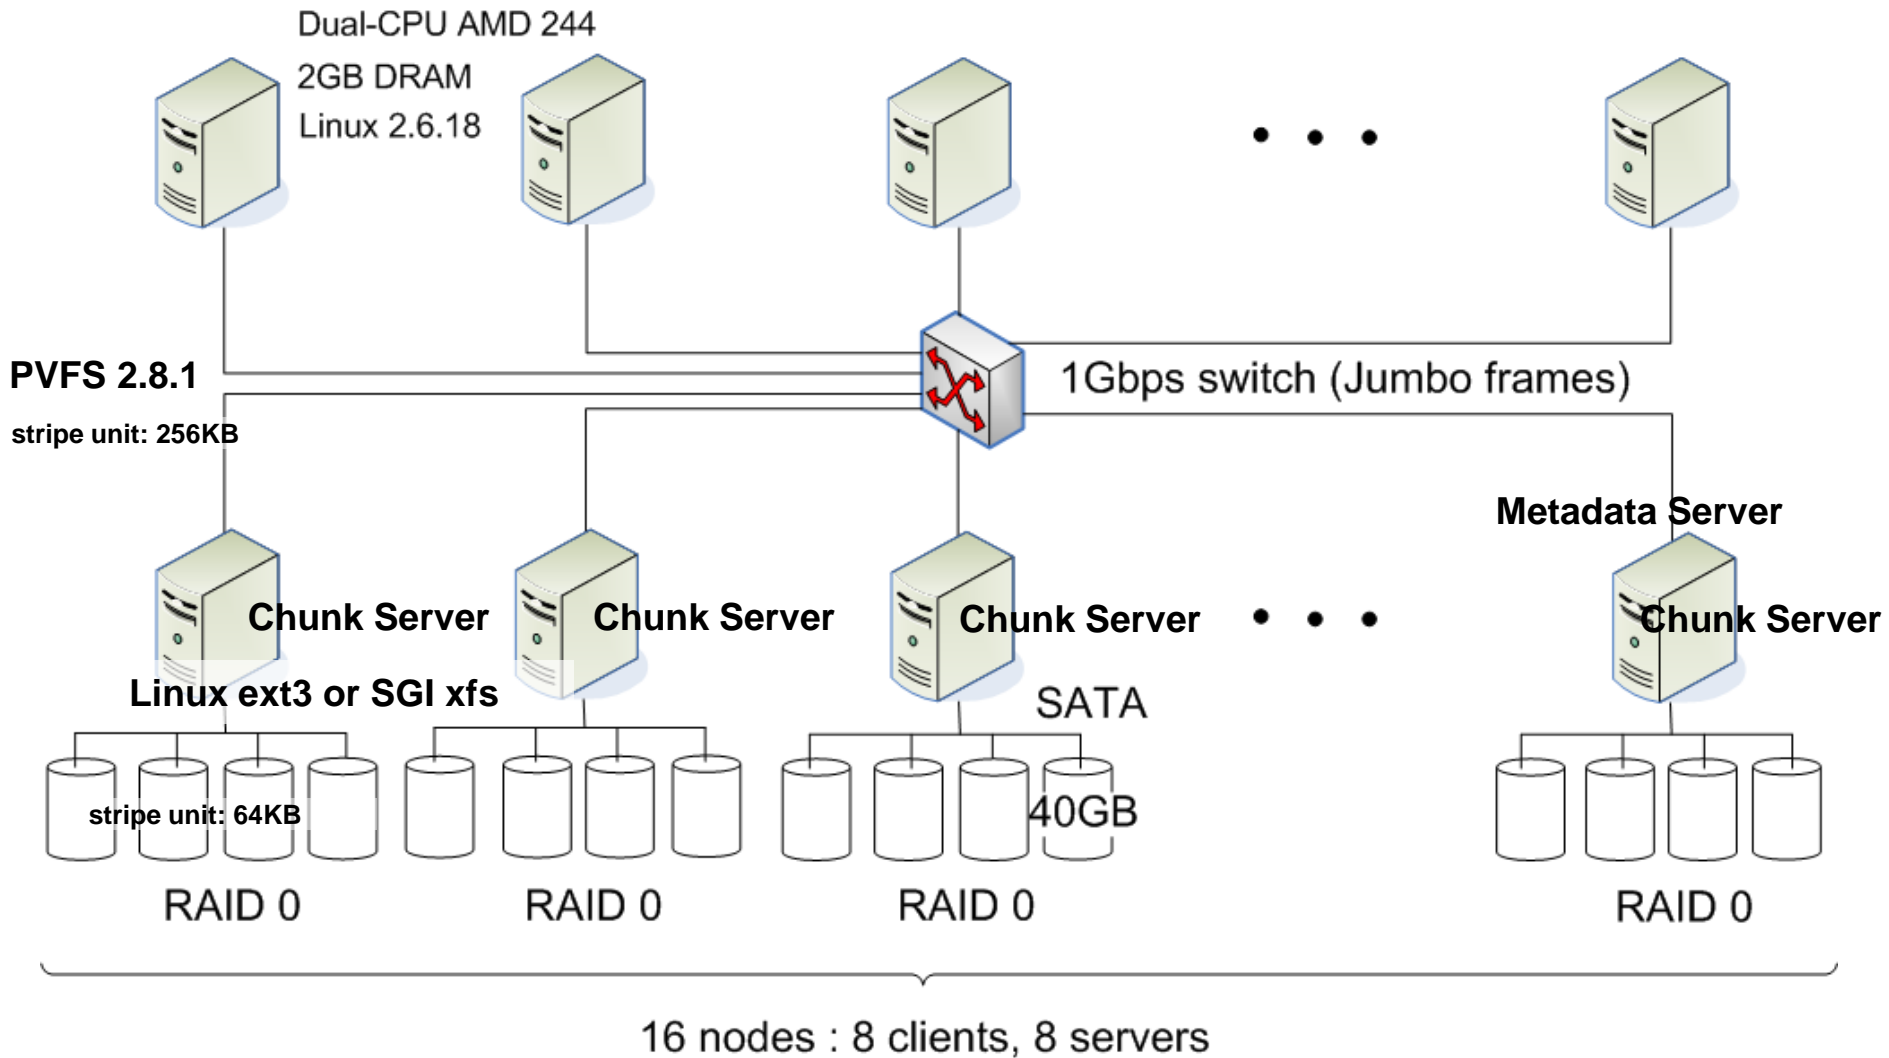 Dual-CPU AMD 244
2GB DRAM
Linux 2.6.18
PVFS 2.8.1
1Gbps switch (Jumbo frames)
stripe unit: 256KB
Metadata Server
Chunk Server
Chunk Server
Chunk Server
Chunk Server
Linux ext3 or SGI xfs
SATA
stripe unit: 64KB
40GB
RAID 0
RAID 0
RAID 0
RAID 0
16 nodes : 8 clients, 8 servers